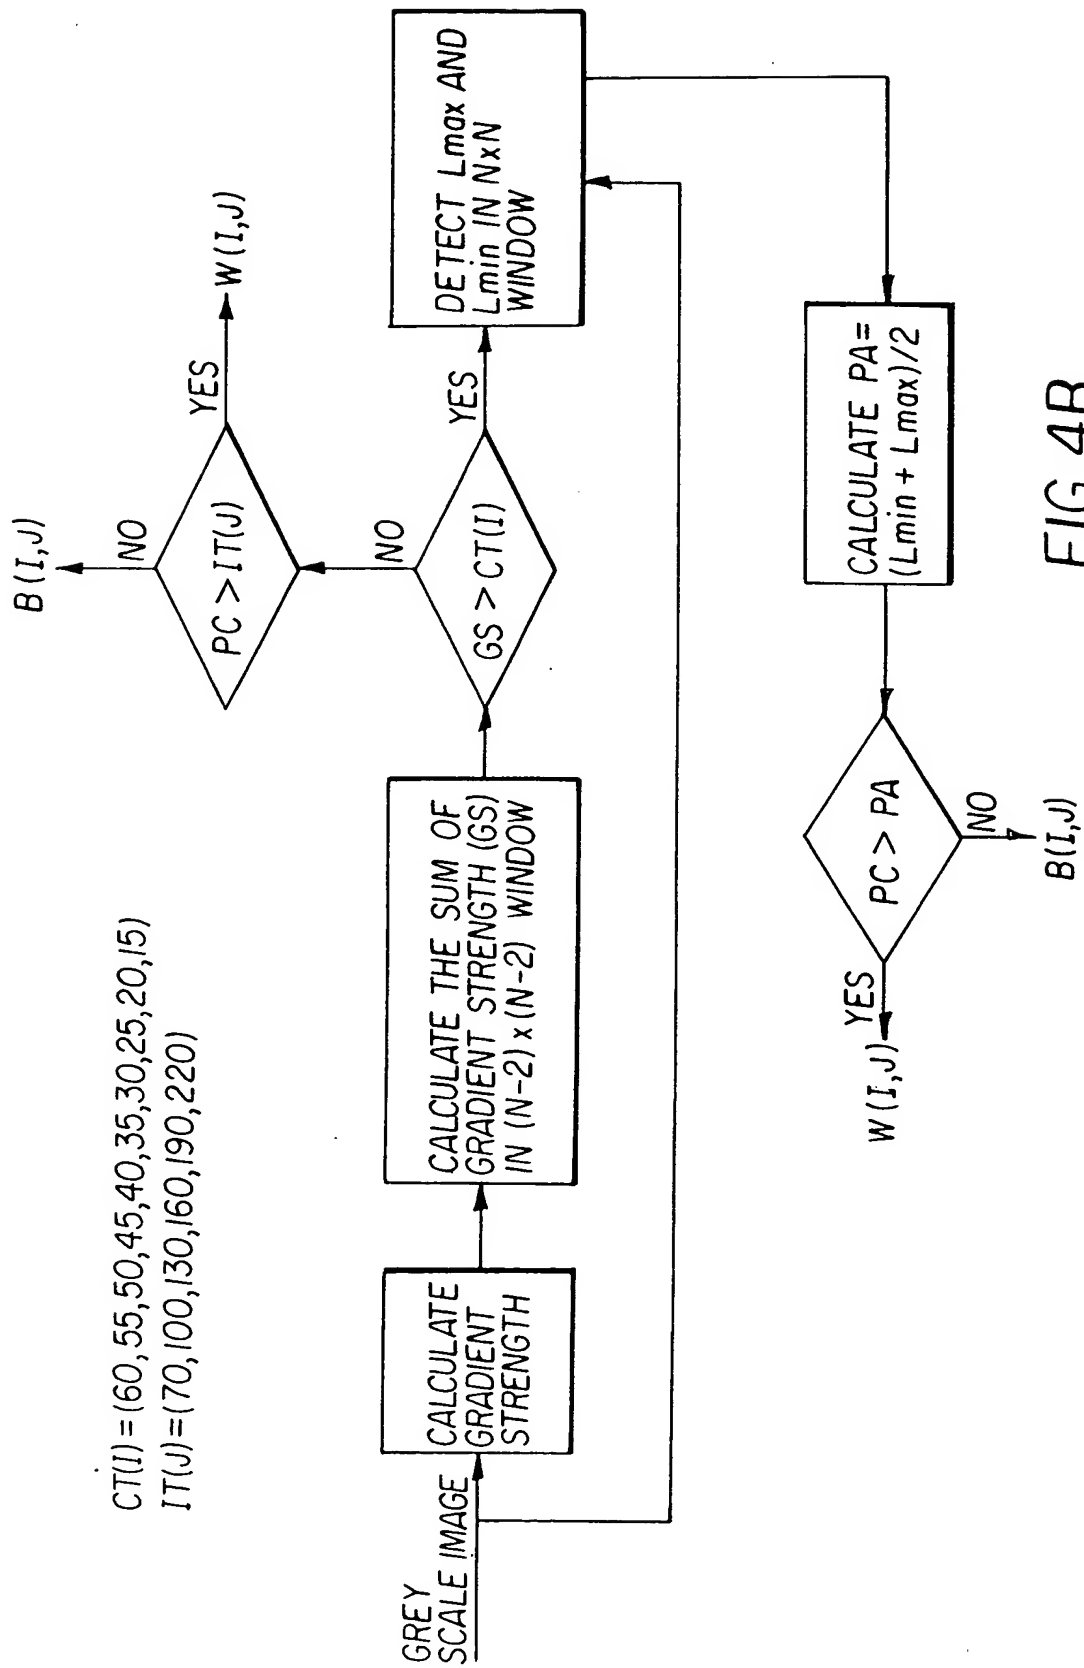 CT(I) = (60,55,50,45,40,35,30,25,20,15)
IT(J) = (70,100,130,160,190,220)
GREY
SCALE IMAGE
CALCULATE
GRADIENT
STRENGTH
CALCULATE THE SUM OF
GRADIENT STRENGTH (GS)
IN (N-2) x (N-2) WINDOW
GS > CT(I)
NO
YES
PC > IT(J)
NO
B(I,J)
YES
W(I,J)
DETECT Lmax AND
Lmin IN NxN
WINDOW
CALCULATE PA=
(Lmin + Lmax)/2
PC > PA
YES
W(I,J)
NO
B(I,J)
FIG. 4B